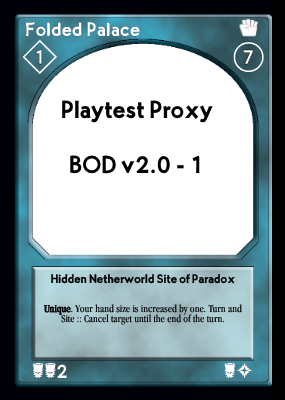 Folded Palace
1
7
Playtest Proxy
BOD v2.0 - 1
Hidden Netherworld Site of Paradox
Unique. Your hand size is increased by one. Turn and
Site :: Cancel target until the end of the turn.
2